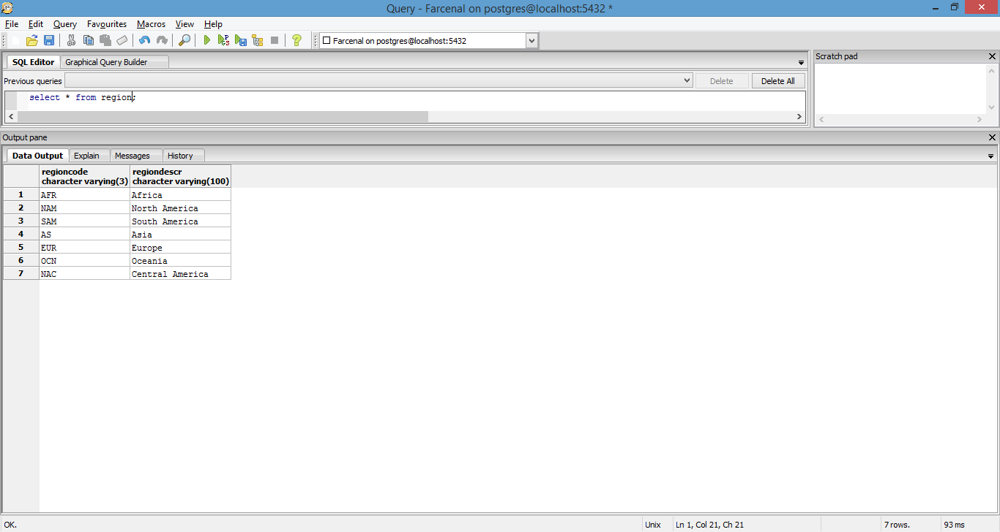 Query - Farcenal on postgres@localhost:5432 *
File Edit Query Favourites Macros View Help
Farcenal on postgres@localhost:5432
SQL Editor Graphical Query Builder
Scratch pad
Previous queries Delete Delete All
select * from region;
Output pane
Data Output Explain Messages History
regioncode regiondescr
character varying(3) character varying(100)
1 AFR Africa
2 NAM North America
3 SAM South America
4 AS Asia
5 EUR Europe
6 OCN Oceania
7 NAC Central America
OK. Unix Ln 1, Col 21, Ch 21 7 rows. 93 ms